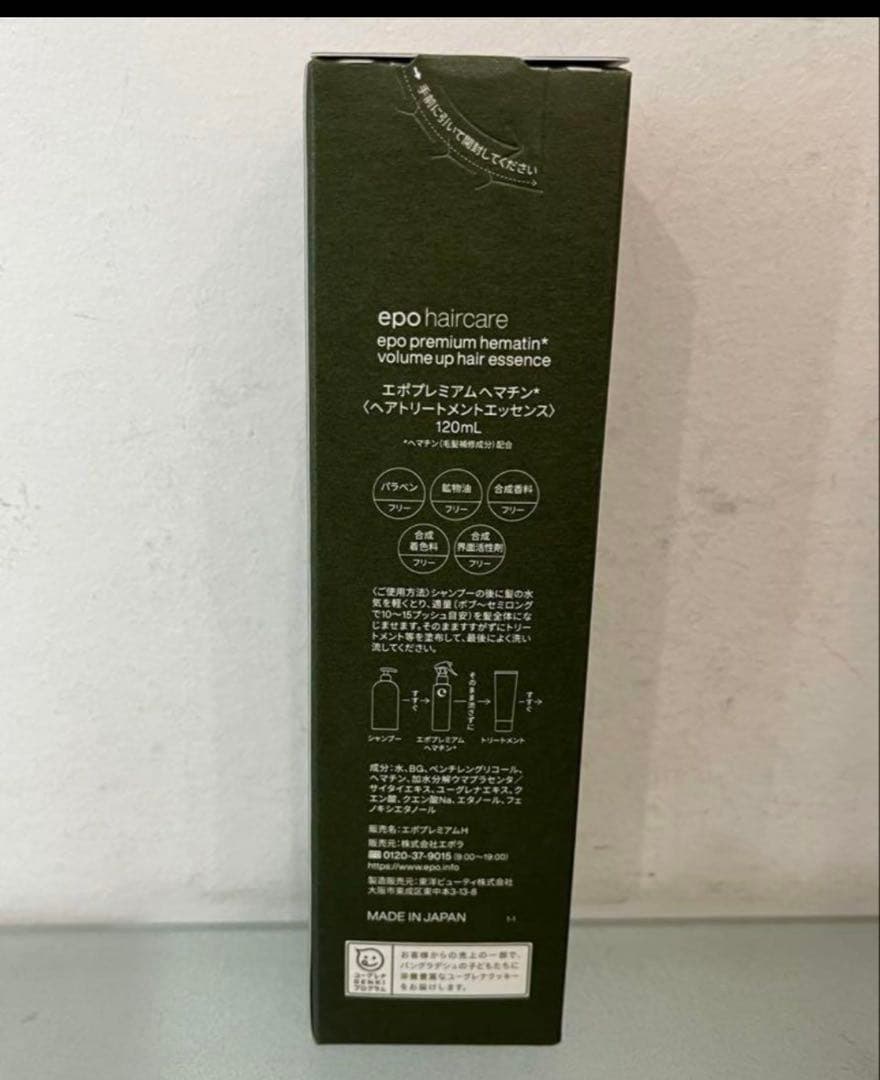 手前に引いて開封してください
epo haircare
epo premium hematin*
volume up hair essence
エポプレミアムヘマチン*
〈ヘアトリートメントエッセンス〉
120mL
*ヘマチン(毛髪補修成分)配合
パラベン
フリー
鉱物油
フリー
合成香料
フリー
合成
着色料
フリー
合成
界面活性剤
フリー
〈ご使用方法〉シャンプーの後に髪の水
気を軽くとり、適量(ボブ〜セミロング
で10〜15プッシュ目安)を髪全体にな
じませます。そのまますすがずにトリー
トメント等を塗布して、最後によく洗い
流してください。
すすぐ
そのまま流さずに
すすぐ
シャンプー
エポプレミアム
ヘマチン*
トリートメント
成分:水、BG、ペンチレングリコール、
ヘマチン、加水分解ウマプラセンタ/
サイタイエキス、ユーグレナエキス、ク
エン酸、クエン酸Na、エタノール、フェ
ノキシエタノール
販売名:エポプレミアムH
販売元:株式会社エポラ
0120-37-9015(9:00〜19:00)
https://www.epo.info
製造販売元:東洋ビューティ株式会社
大阪市東成区東中本3-13-8
MADE IN JAPAN
1-1
ユーグレナ
GENKI
プログラム
お客様からの売上の一部で、
バングラデシュの子どもたちに
栄養豊富なユーグレナクッキー
をお届けします。